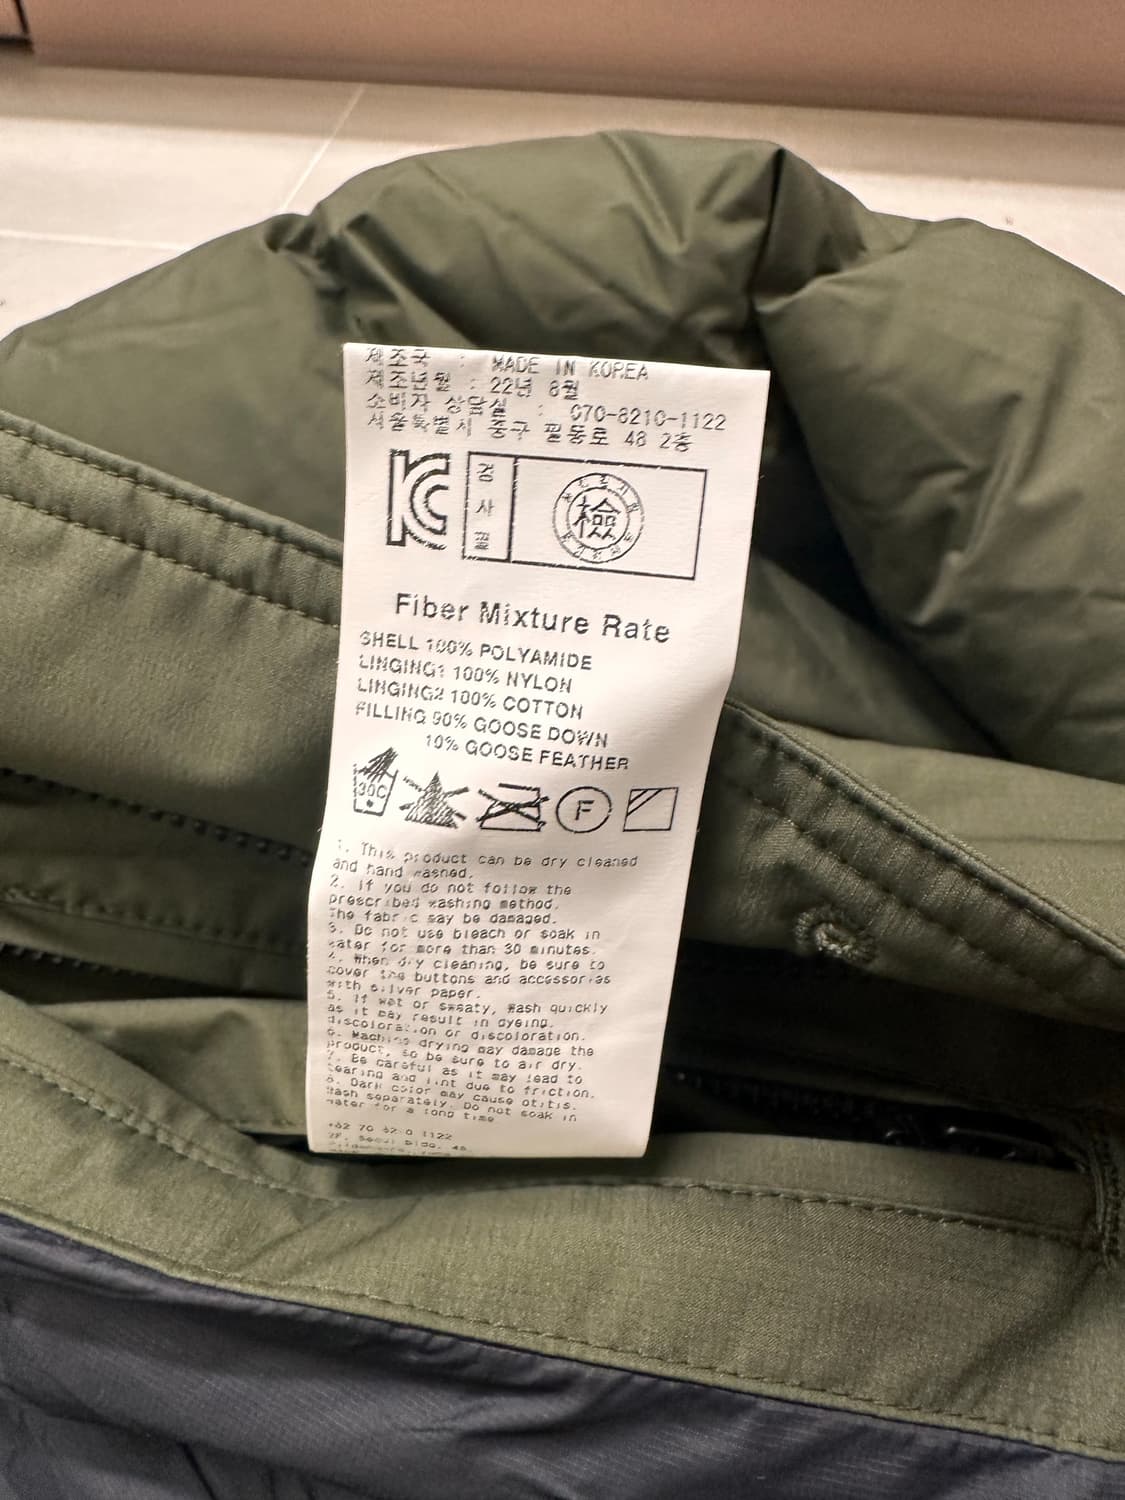 제조국 : MADE IN KOREA
제조년월 : 22년 8월
소비자 상담실 : 070-8210-1122
서울특별시 중구 필동로 48 2층
KC
검사필
檢
Fiber Mixture Rate
SHELL 100% POLYAMIDE
LINGING1 100% NYLON
LINGING2 100% COTTON
FILLING 90% GOOSE DOWN
10% GOOSE FEATHER
30C
F
1. This product can be dry cleaned
and hand washed.
2. If you do not follow the
prescribed washing method.
The fabric may be damaged.
3. Do not use bleach or soak in
water for more than 30 minutes.
4. When dry cleaning, be sure to
cover the buttons and accessories
with silver paper.
5. If wet or sweaty, Wash quickly
as it may result in dyeing.
discoloration or discoloration.
6. Machine drying may damage the
product, so be sure to air dry.
7. Be careful as it may lead to
tearing and lint due to friction.
8. Dark color may cause otitis.
Wash separately. Do not soak in
water for a long time
1122
2F. Seoul Bldg. 48.